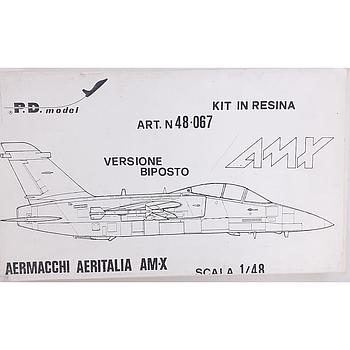 P.D. model
KIT IN RESINA
ART. N 48-067
AMX
VERSIONE
BIPOSTO
AERMACCHI AERITALIA AM-X
SCALA 1/48